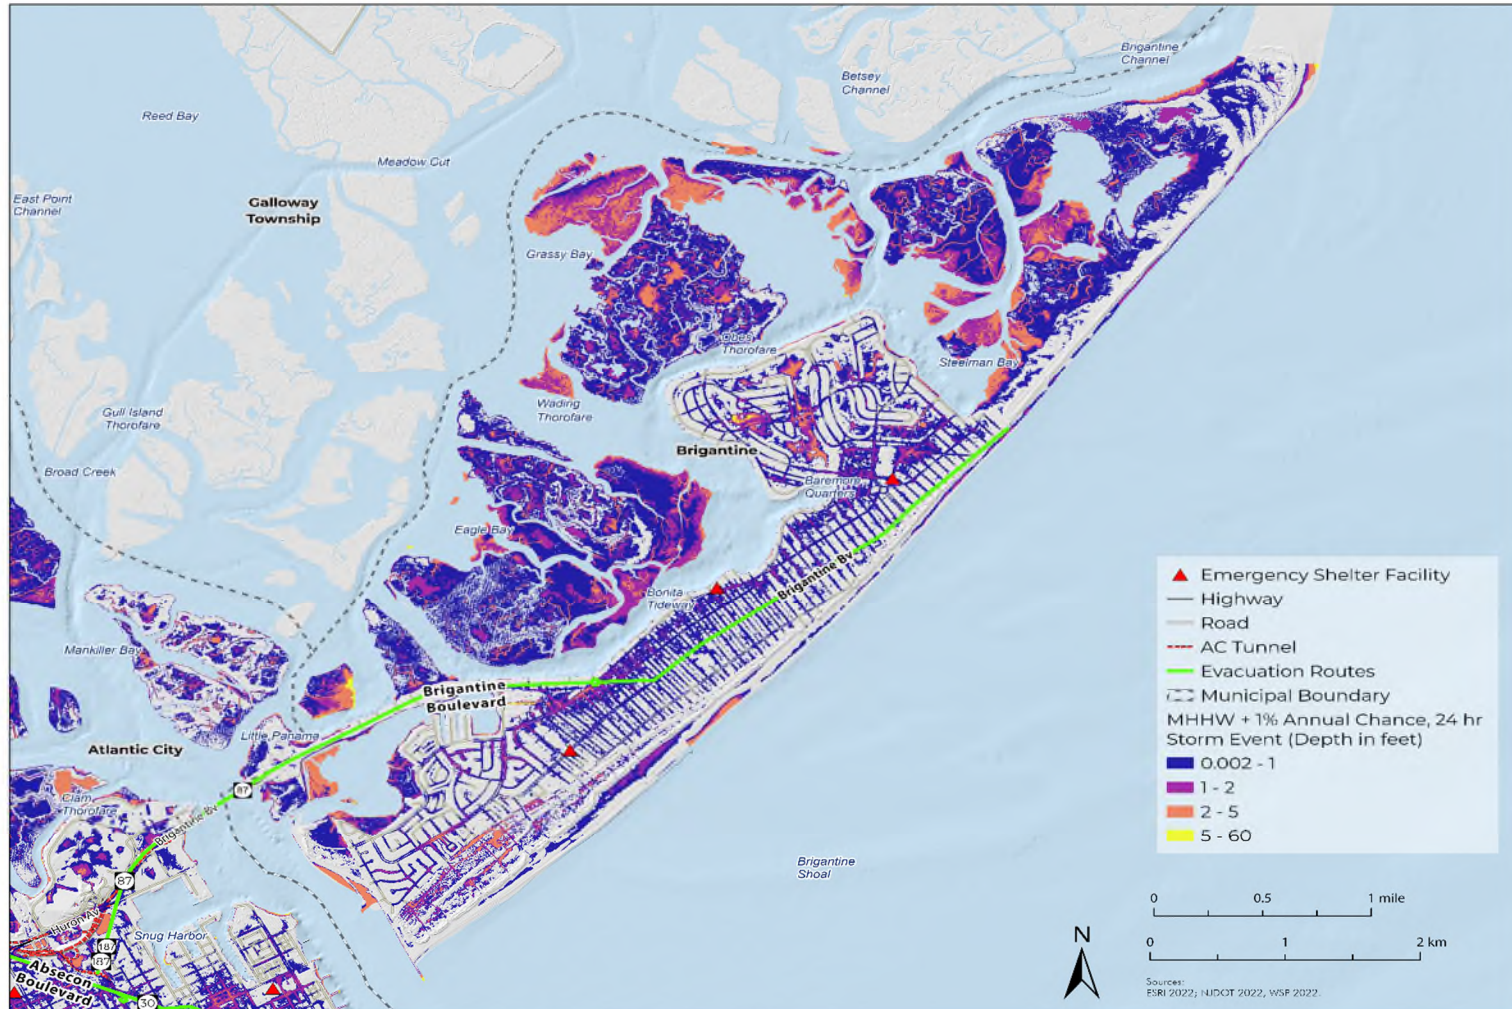 Brigantine
Channel
Betsey
Channel
Reed Bay
Meadow Cut
East Point
Channel
Galloway
Township
Grassy Bay
Obes
Thorofare
Steelman Bay
Wading
Thorofare
Gull Island
Thorofare
Brigantine
Broad Creek
Baremore
Quarters
Eagle Bay
Brigantine Bv
Bonita
Tideway
Mankiller Bay
Brigantine
Boulevard
Little Panama
Atlantic City
87
Clam
Thorofare
Brigantine Bv
Brigantine
Shoal
87
Huron Av
Snug Harbor
187
187
Absecon
Boulevard
30
Emergency Shelter Facility
Highway
Road
AC Tunnel
Evacuation Routes
Municipal Boundary
MHHW + 1% Annual Chance, 24 hr
Storm Event (Depth in feet)
0.002 - 1
1 - 2
2 - 5
5 - 60
0 0.5 1 mile
N
0 1 2 km
Sources:
ESRI 2022; NJDOT 2022, WSP 2022.